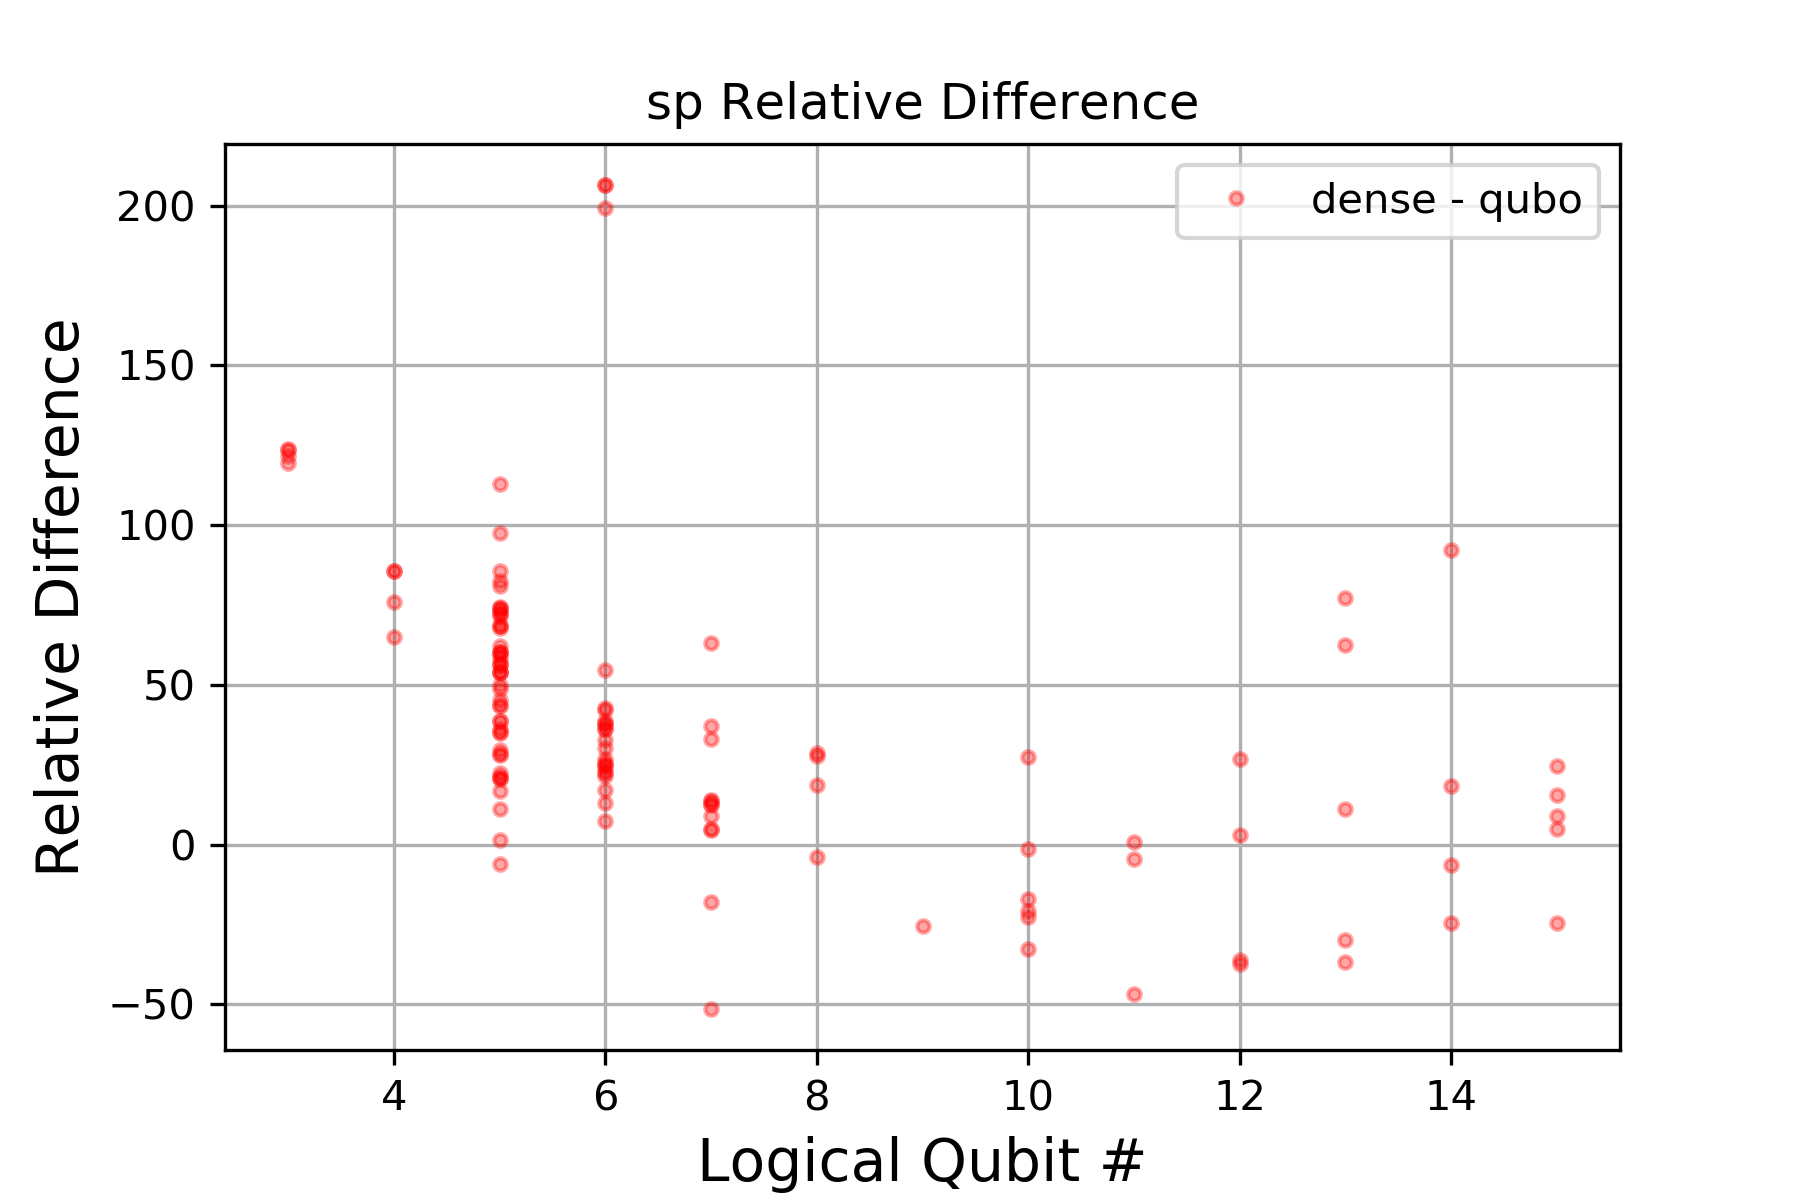 sp Relative Difference
dense - qubo
Relative Difference
200
150
100
50
0
−50
4 6 8 10 12 14
Logical Qubit #